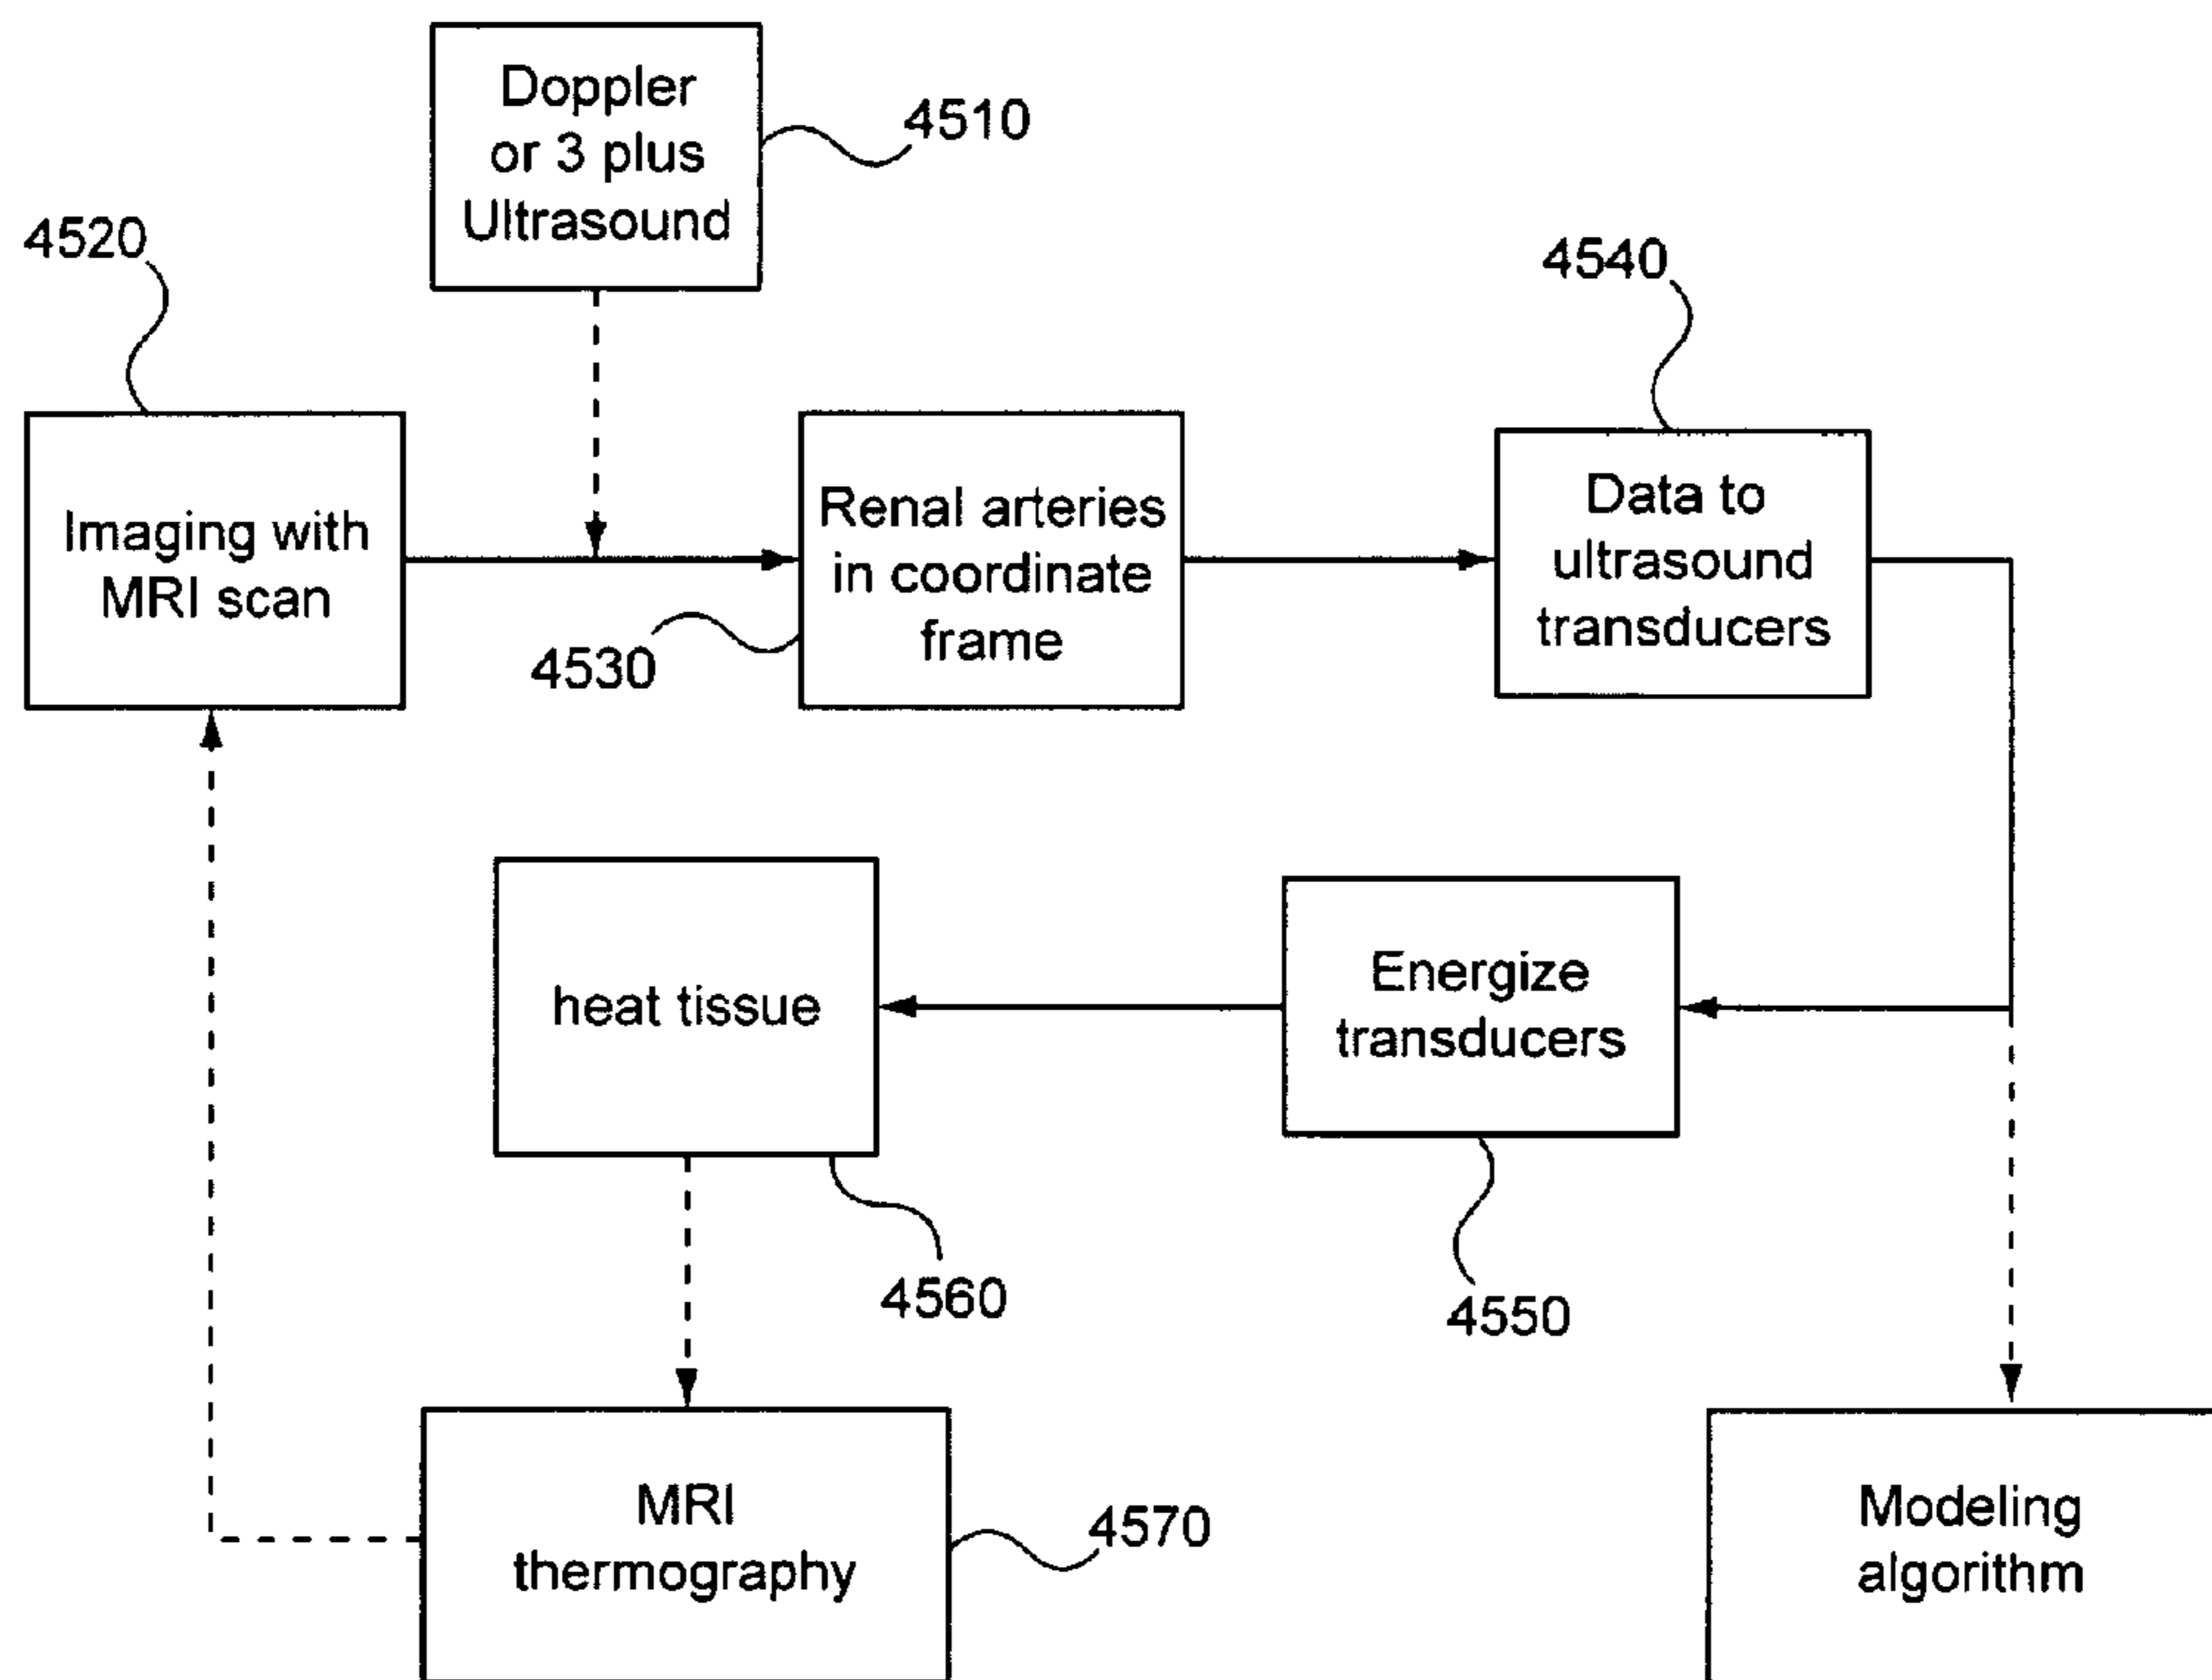 Doppler
or 3 plus
Ultrasound
4510
4520
4540
Imaging with
MRI scan
Renal arteries
in coordinate
frame
4530
Data to
ultrasound
transducers
heat tissue
4560
Energize
transducers
4550
MRI
thermography
4570
Modeling
algorithm